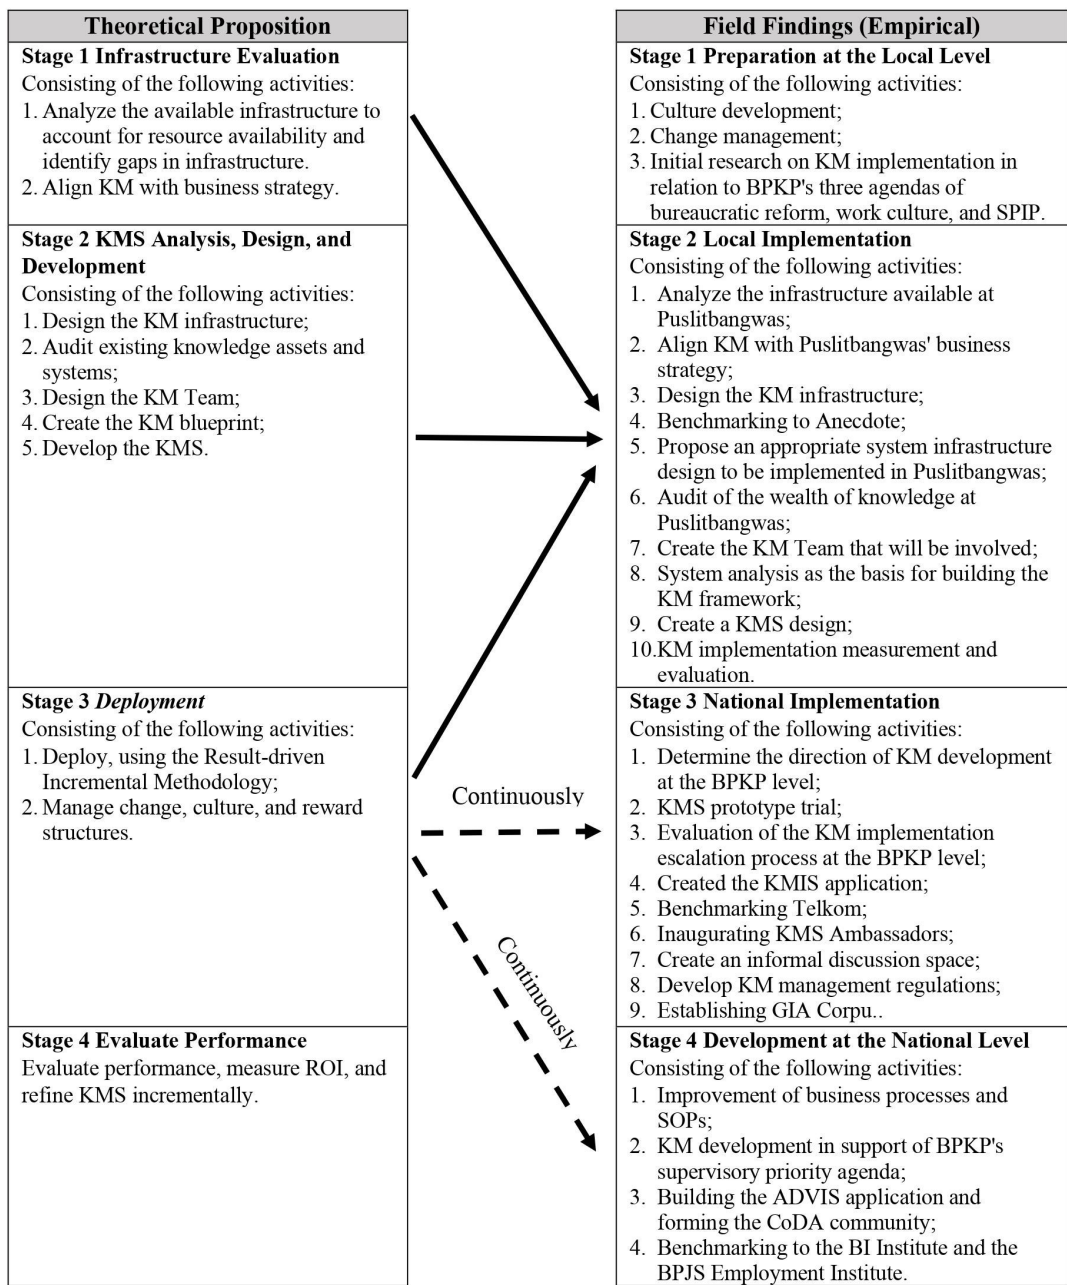 Theoretical Proposition
Stage 1 Infrastructure Evaluation
Consisting of the following activities:
1. Analyze the available infrastructure to
account for resource availability and
identify gaps in infrastructure.
2. Align KM with business strategy.
Stage 2 KMS Analysis, Design, and
Development
Consisting of the following activities:
1. Design the KM infrastructure;
2. Audit existing knowledge assets and
systems;
3. Design the KM Team;
4. Create the KM blueprint;
5. Develop the KMS.
Stage 3 Deployment
Consisting of the following activities:
1. Deploy, using the Result-driven
Incremental Methodology;
2. Manage change, culture, and reward
structures.
Stage 4 Evaluate Performance
Evaluate performance, measure ROI, and
refine KMS incrementally.
Continuously
Continuously
Field Findings (Empirical)
Stage 1 Preparation at the Local Level
Consisting of the following activities:
1. Culture development;
2. Change management;
3. Initial research on KM implementation in
relation to BPKP's three agendas of
bureaucratic reform, work culture, and SPIP.
Stage 2 Local Implementation
Consisting of the following activities:
1. Analyze the infrastructure available at
Puslitbangwas;
2. Align KM with Puslitbangwas' business
strategy;
3. Design the KM infrastructure;
4. Benchmarking to Anecdote;
5. Propose an appropriate system infrastructure
design to be implemented in Puslitbangwas;
6. Audit of the wealth of knowledge at
Puslitbangwas;
7. Create the KM Team that will be involved;
8. System analysis as the basis for building the
KM framework;
9. Create a KMS design;
10.KM implementation measurement and
evaluation.
Stage 3 National Implementation
Consisting of the following activities:
1. Determine the direction of KM development
at the BPKP level;
2. KMS prototype trial;
3. Evaluation of the KM implementation
escalation process at the BPKP level;
4. Created the KMIS application;
5. Benchmarking Telkom;
6. Inaugurating KMS Ambassadors;
7. Create an informal discussion space;
8. Develop KM management regulations;
9. Establishing GIA Corpu..
Stage 4 Development at the National Level
Consisting of the following activities:
1. Improvement of business processes and
SOPs;
2. KM development in support of BPKP's
supervisory priority agenda;
3. Building the ADVIS application and
forming the CoDA community;
4. Benchmarking to the BI Institute and the
BPJS Employment Institute.